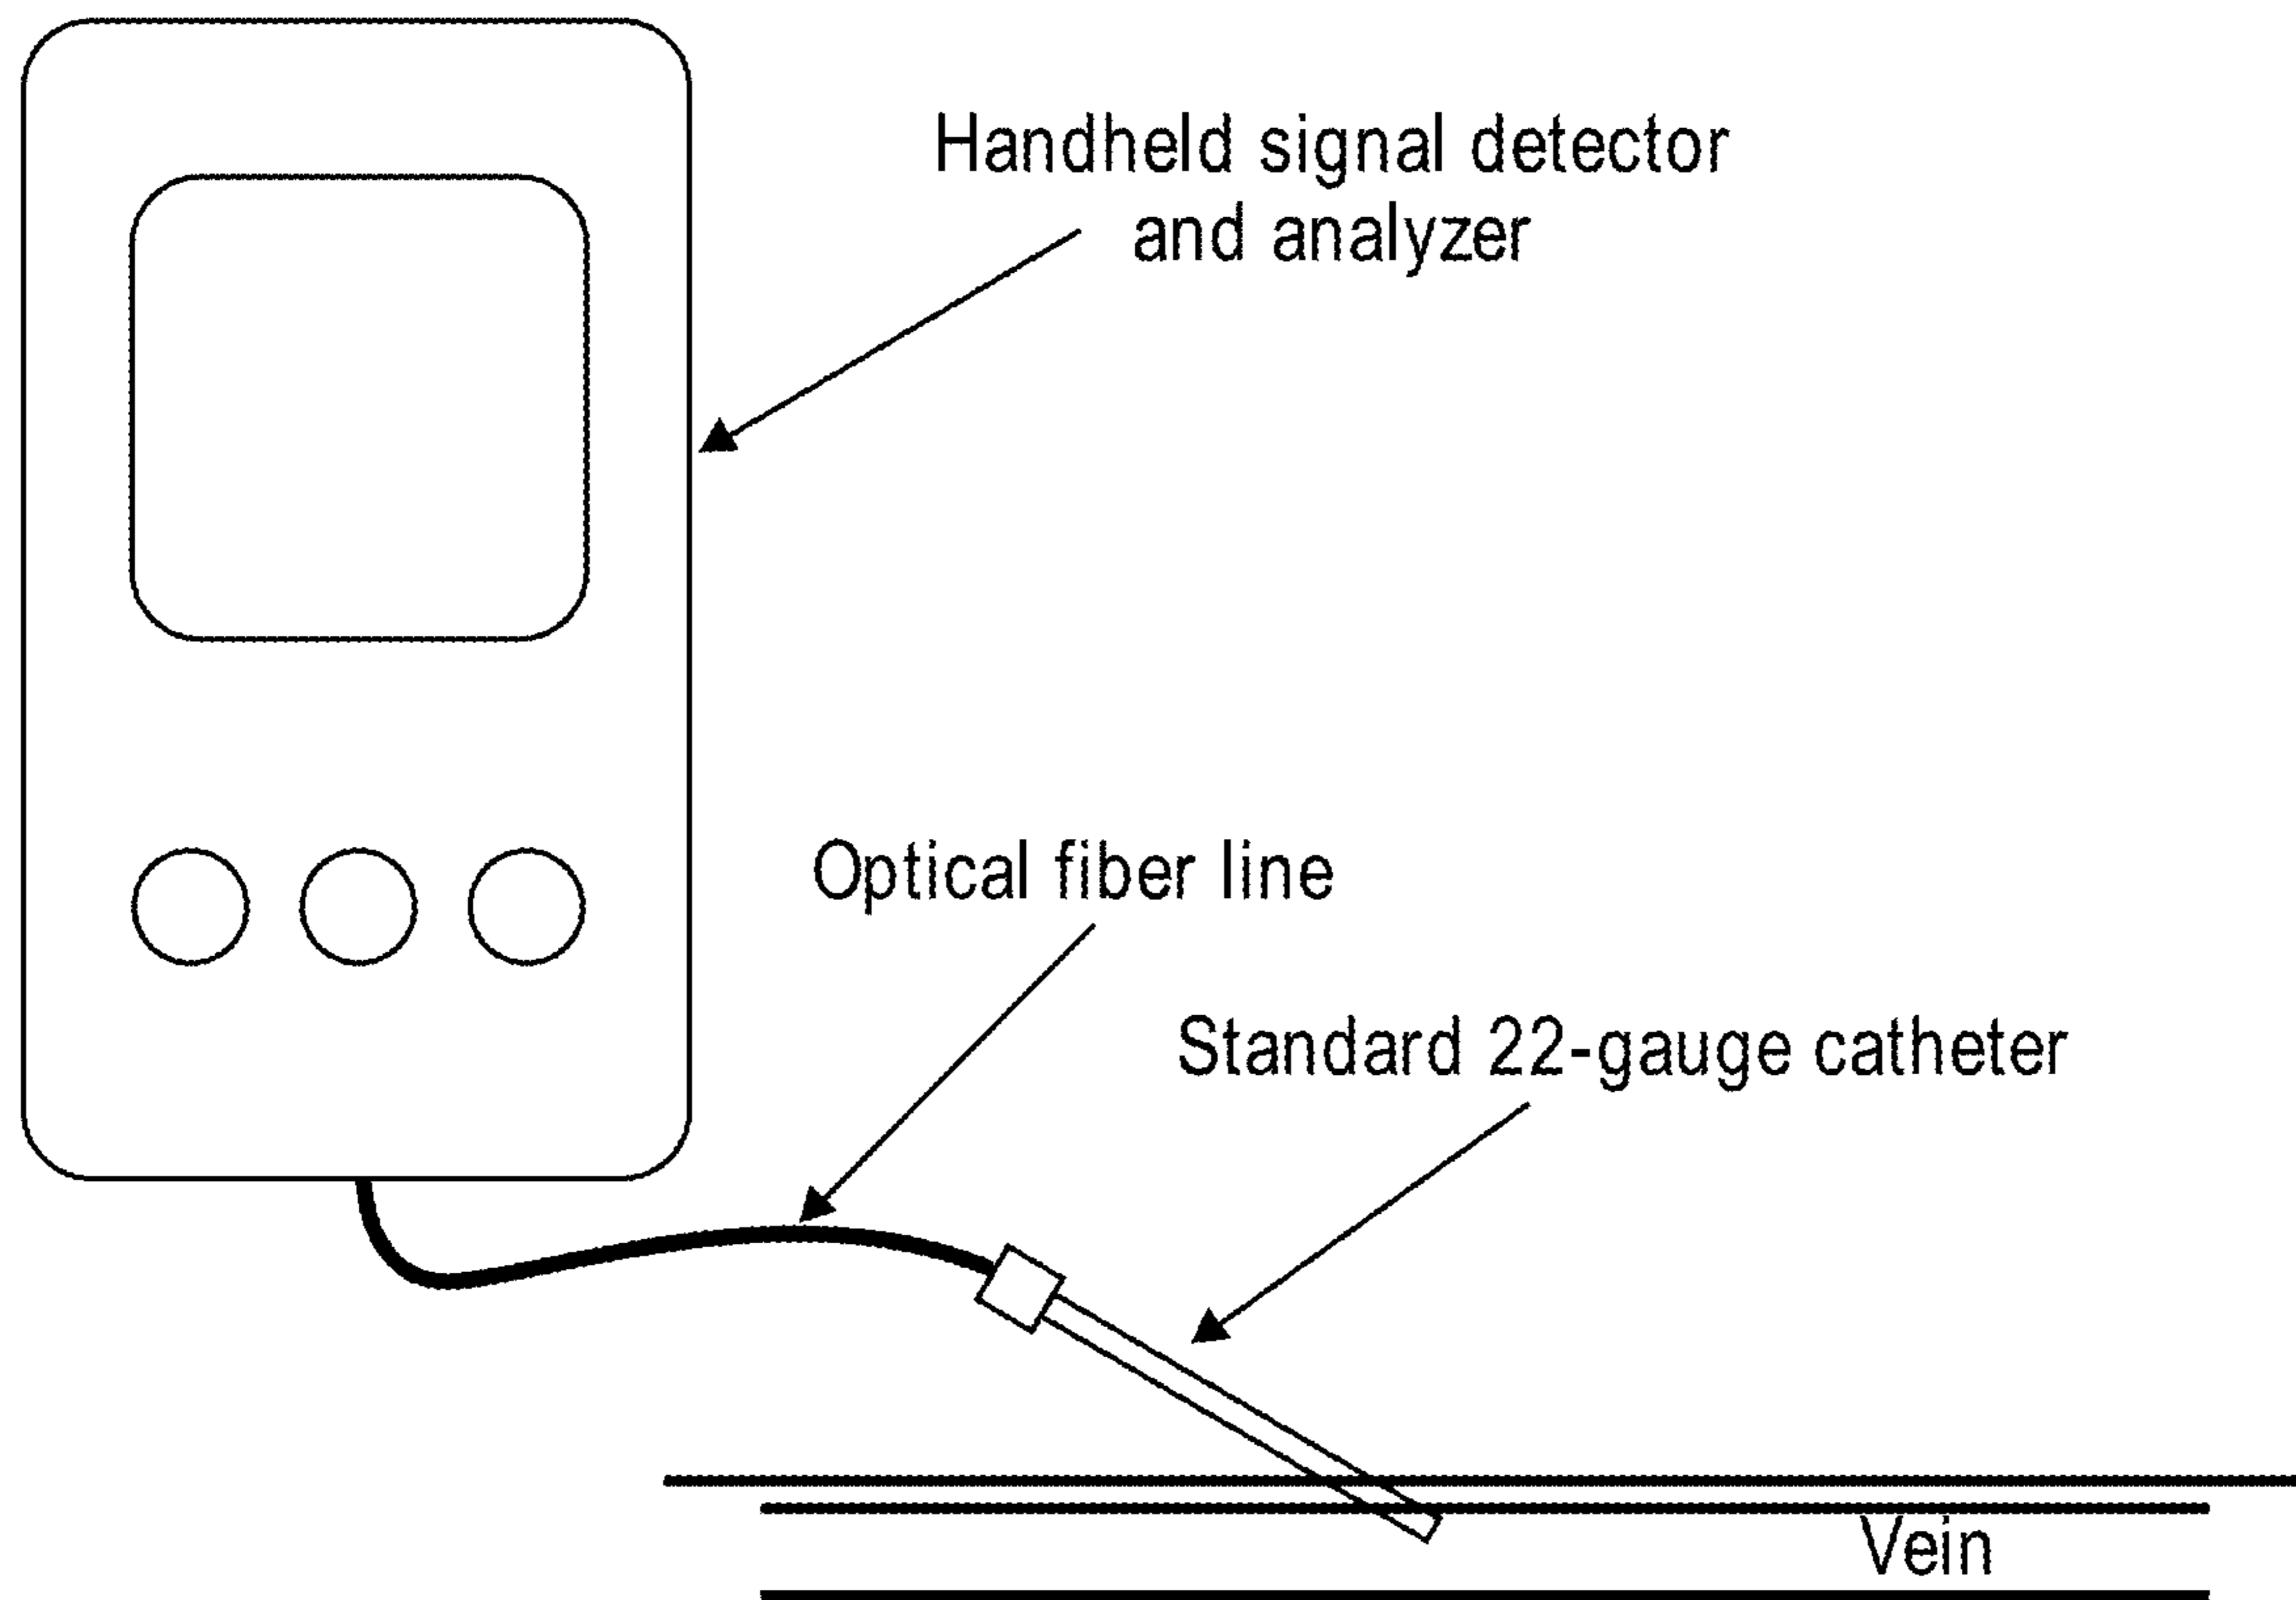 Handheld signal detector
and analyzer
Optical fiber line
Standard 22-gauge catheter
Vein